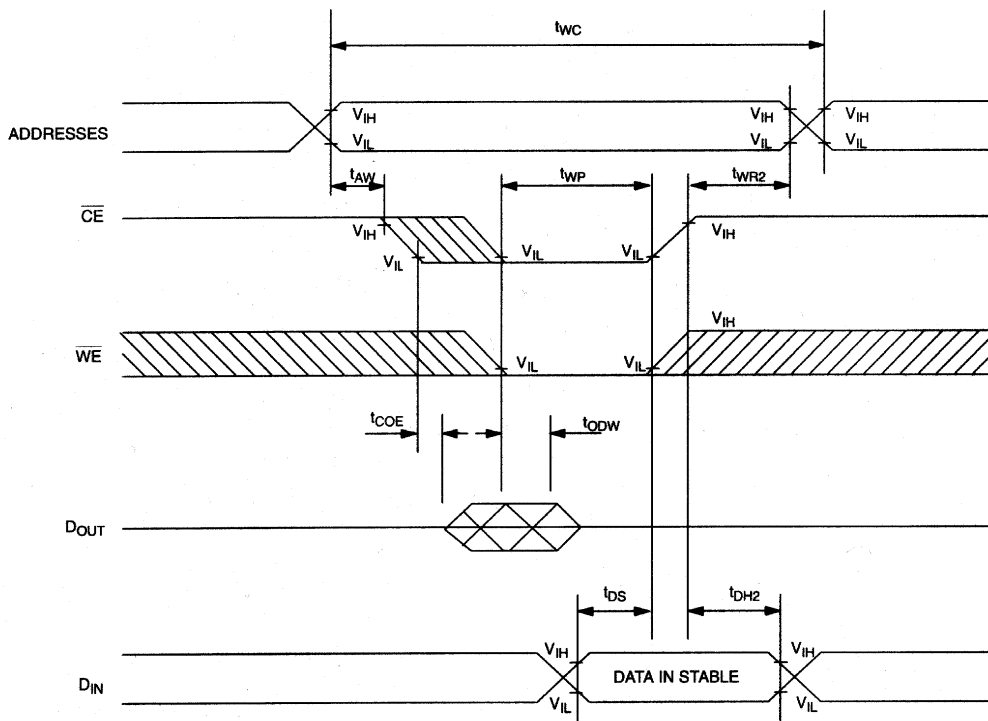 tWC
VIH VIH VIH
ADDRESSES
VIL VIL VIL
tAW tWP tWR2
CE
VIH VIH
VIL VIL VIL
VIH
WE
VIL VIL
tCOE tODW
DOUT
tDS tDH2
VIH VIH
DATA IN STABLE
DIN
VIL VIL